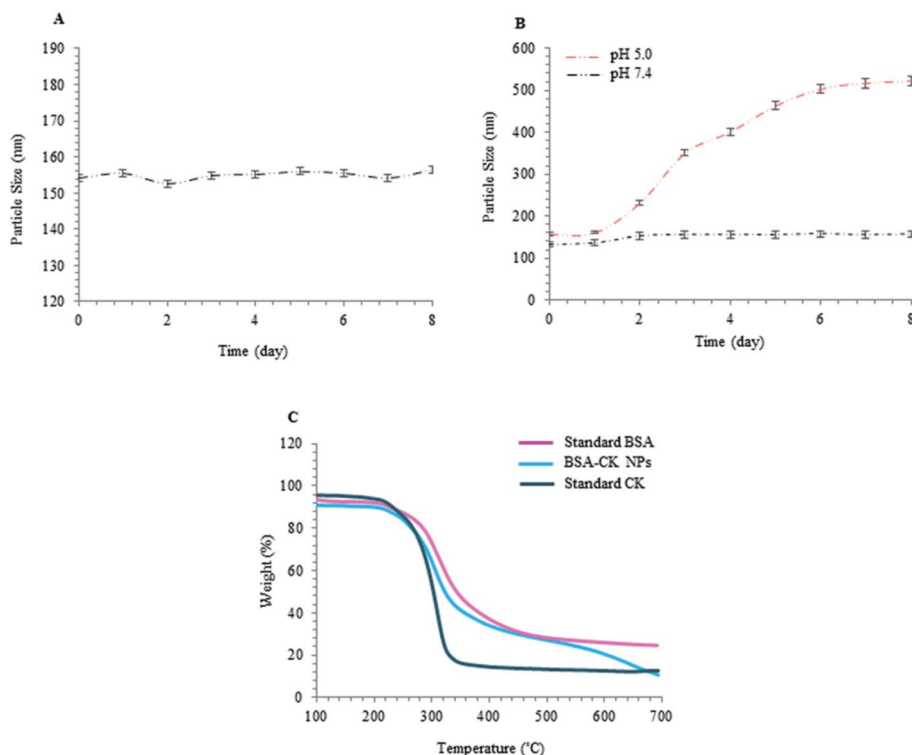 A
190
180
170
160
150
140
130
120
Particle Size (nm)
0 2 4 6 8
Time (day)
B
600
500
400
300
200
100
0
Particle Size (nm)
pH 5.0
pH 7.4
0 2 4 6 8
Time (day)
C
120
100
80
60
40
20
0
Weight (%)
Standard BSA
BSA-CK NPs
Standard CK
100 200 300 400 500 600 700
Temperature (°C)